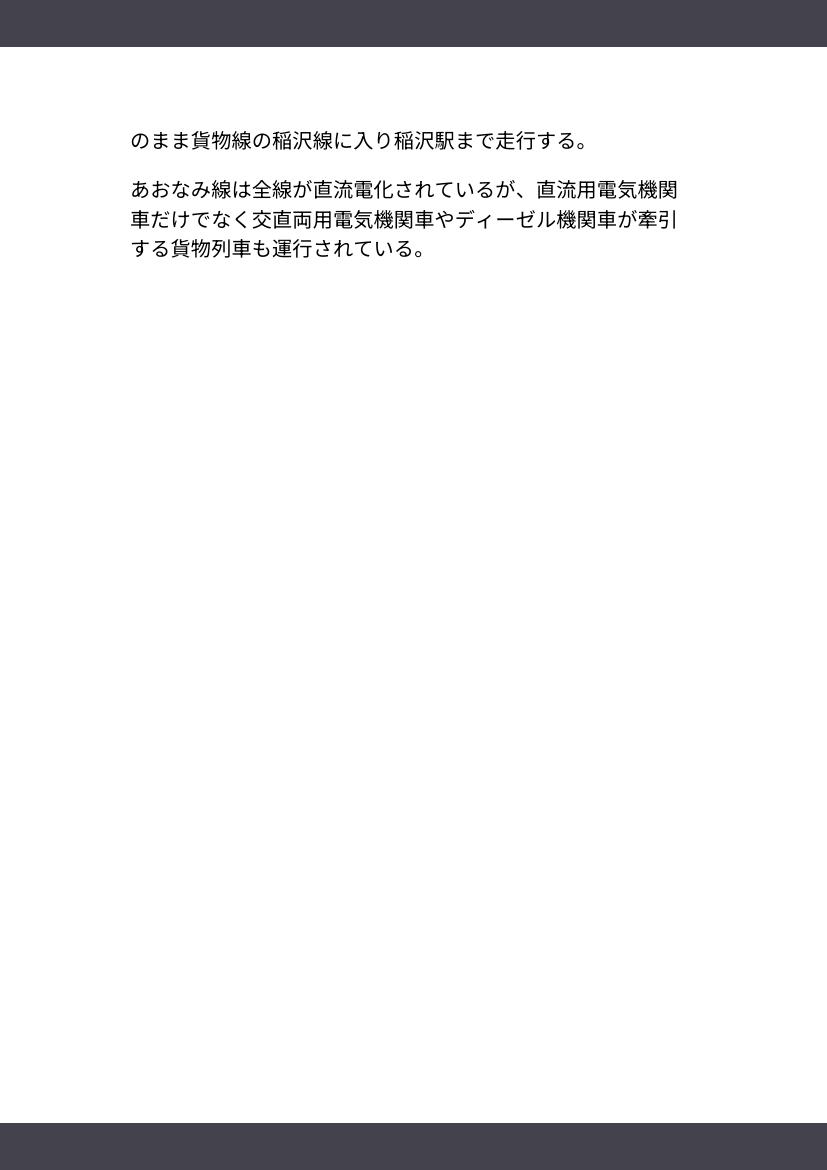 のまま貨物線の稲沢線に入り稲沢駅まで走行する。
あおなみ線は全線が直流電化されているが、直流用電気機関
車だけでなく交直両用電気機関車やディーゼル機関車が牽引
する貨物列車も運行されている。